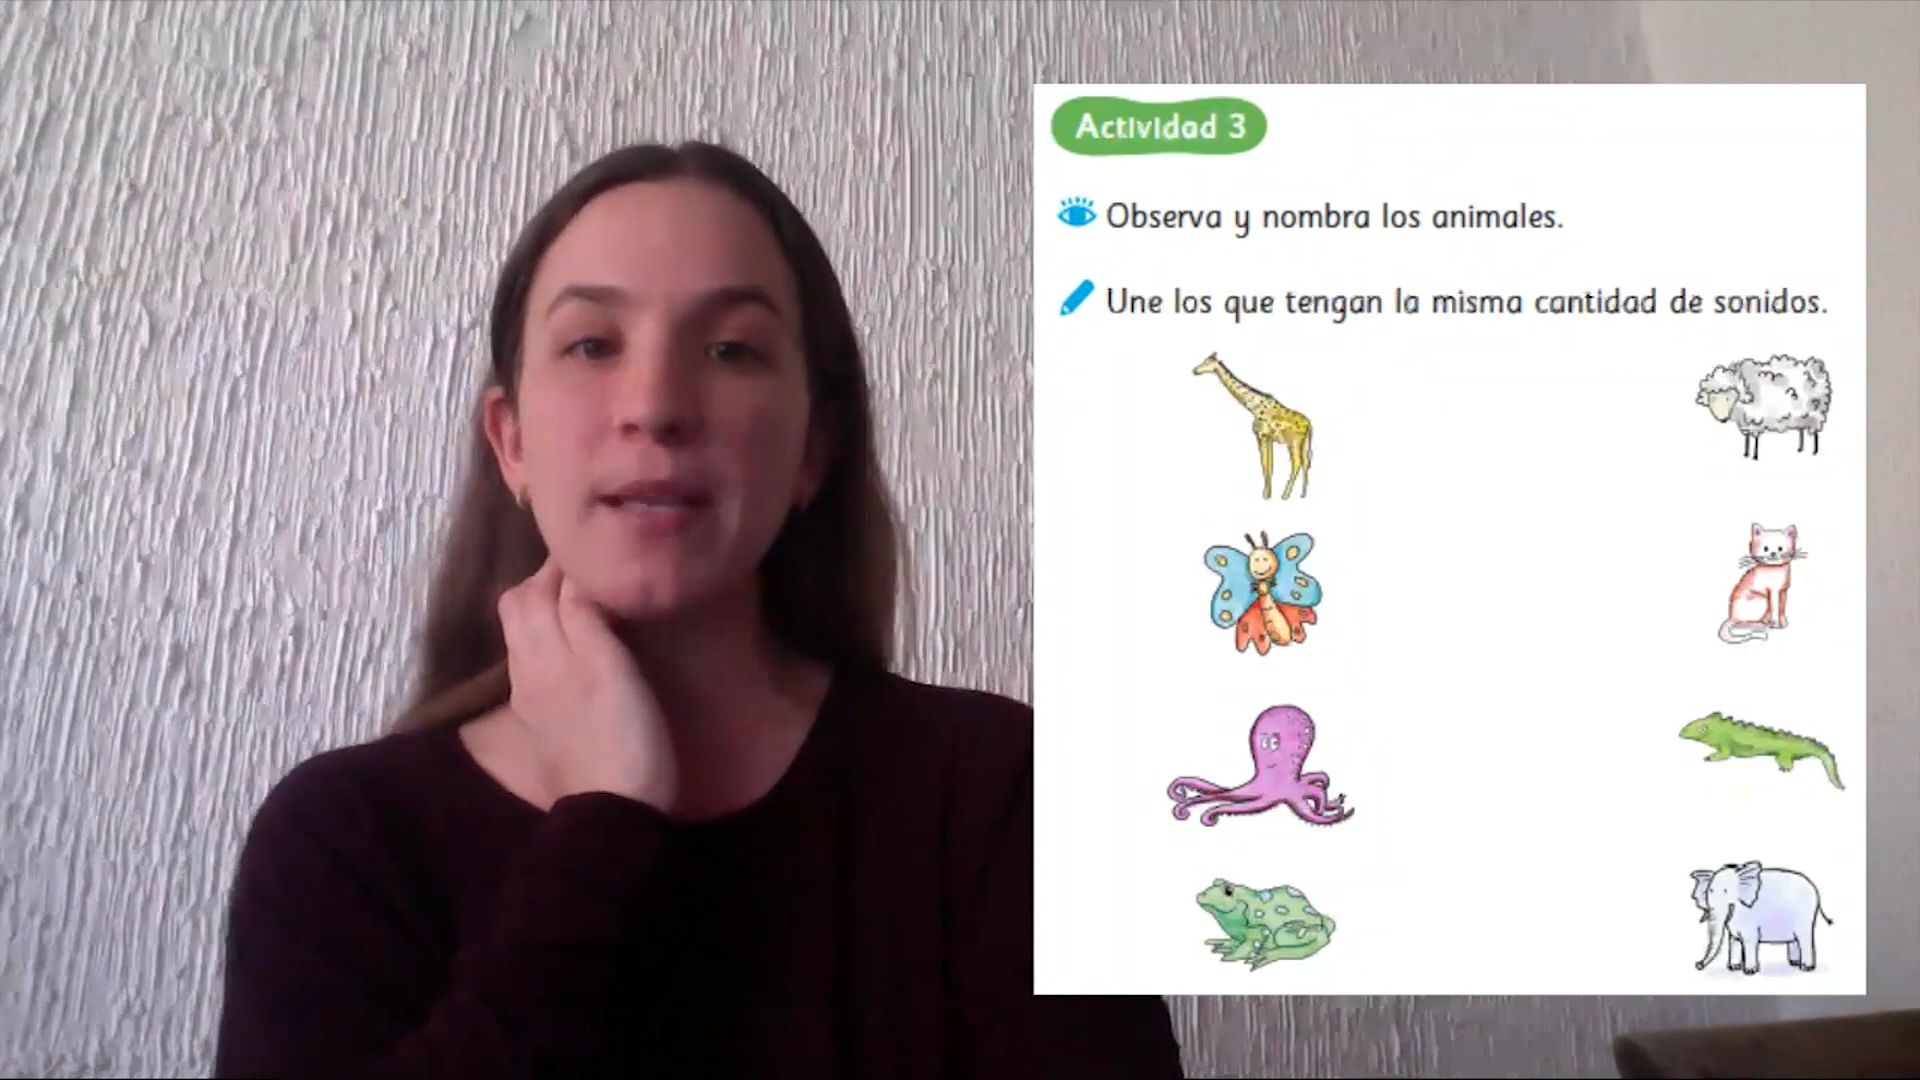 Actividad 3
Observa y nombra los animales.
Une los que tengan la misma cantidad de sonidos.